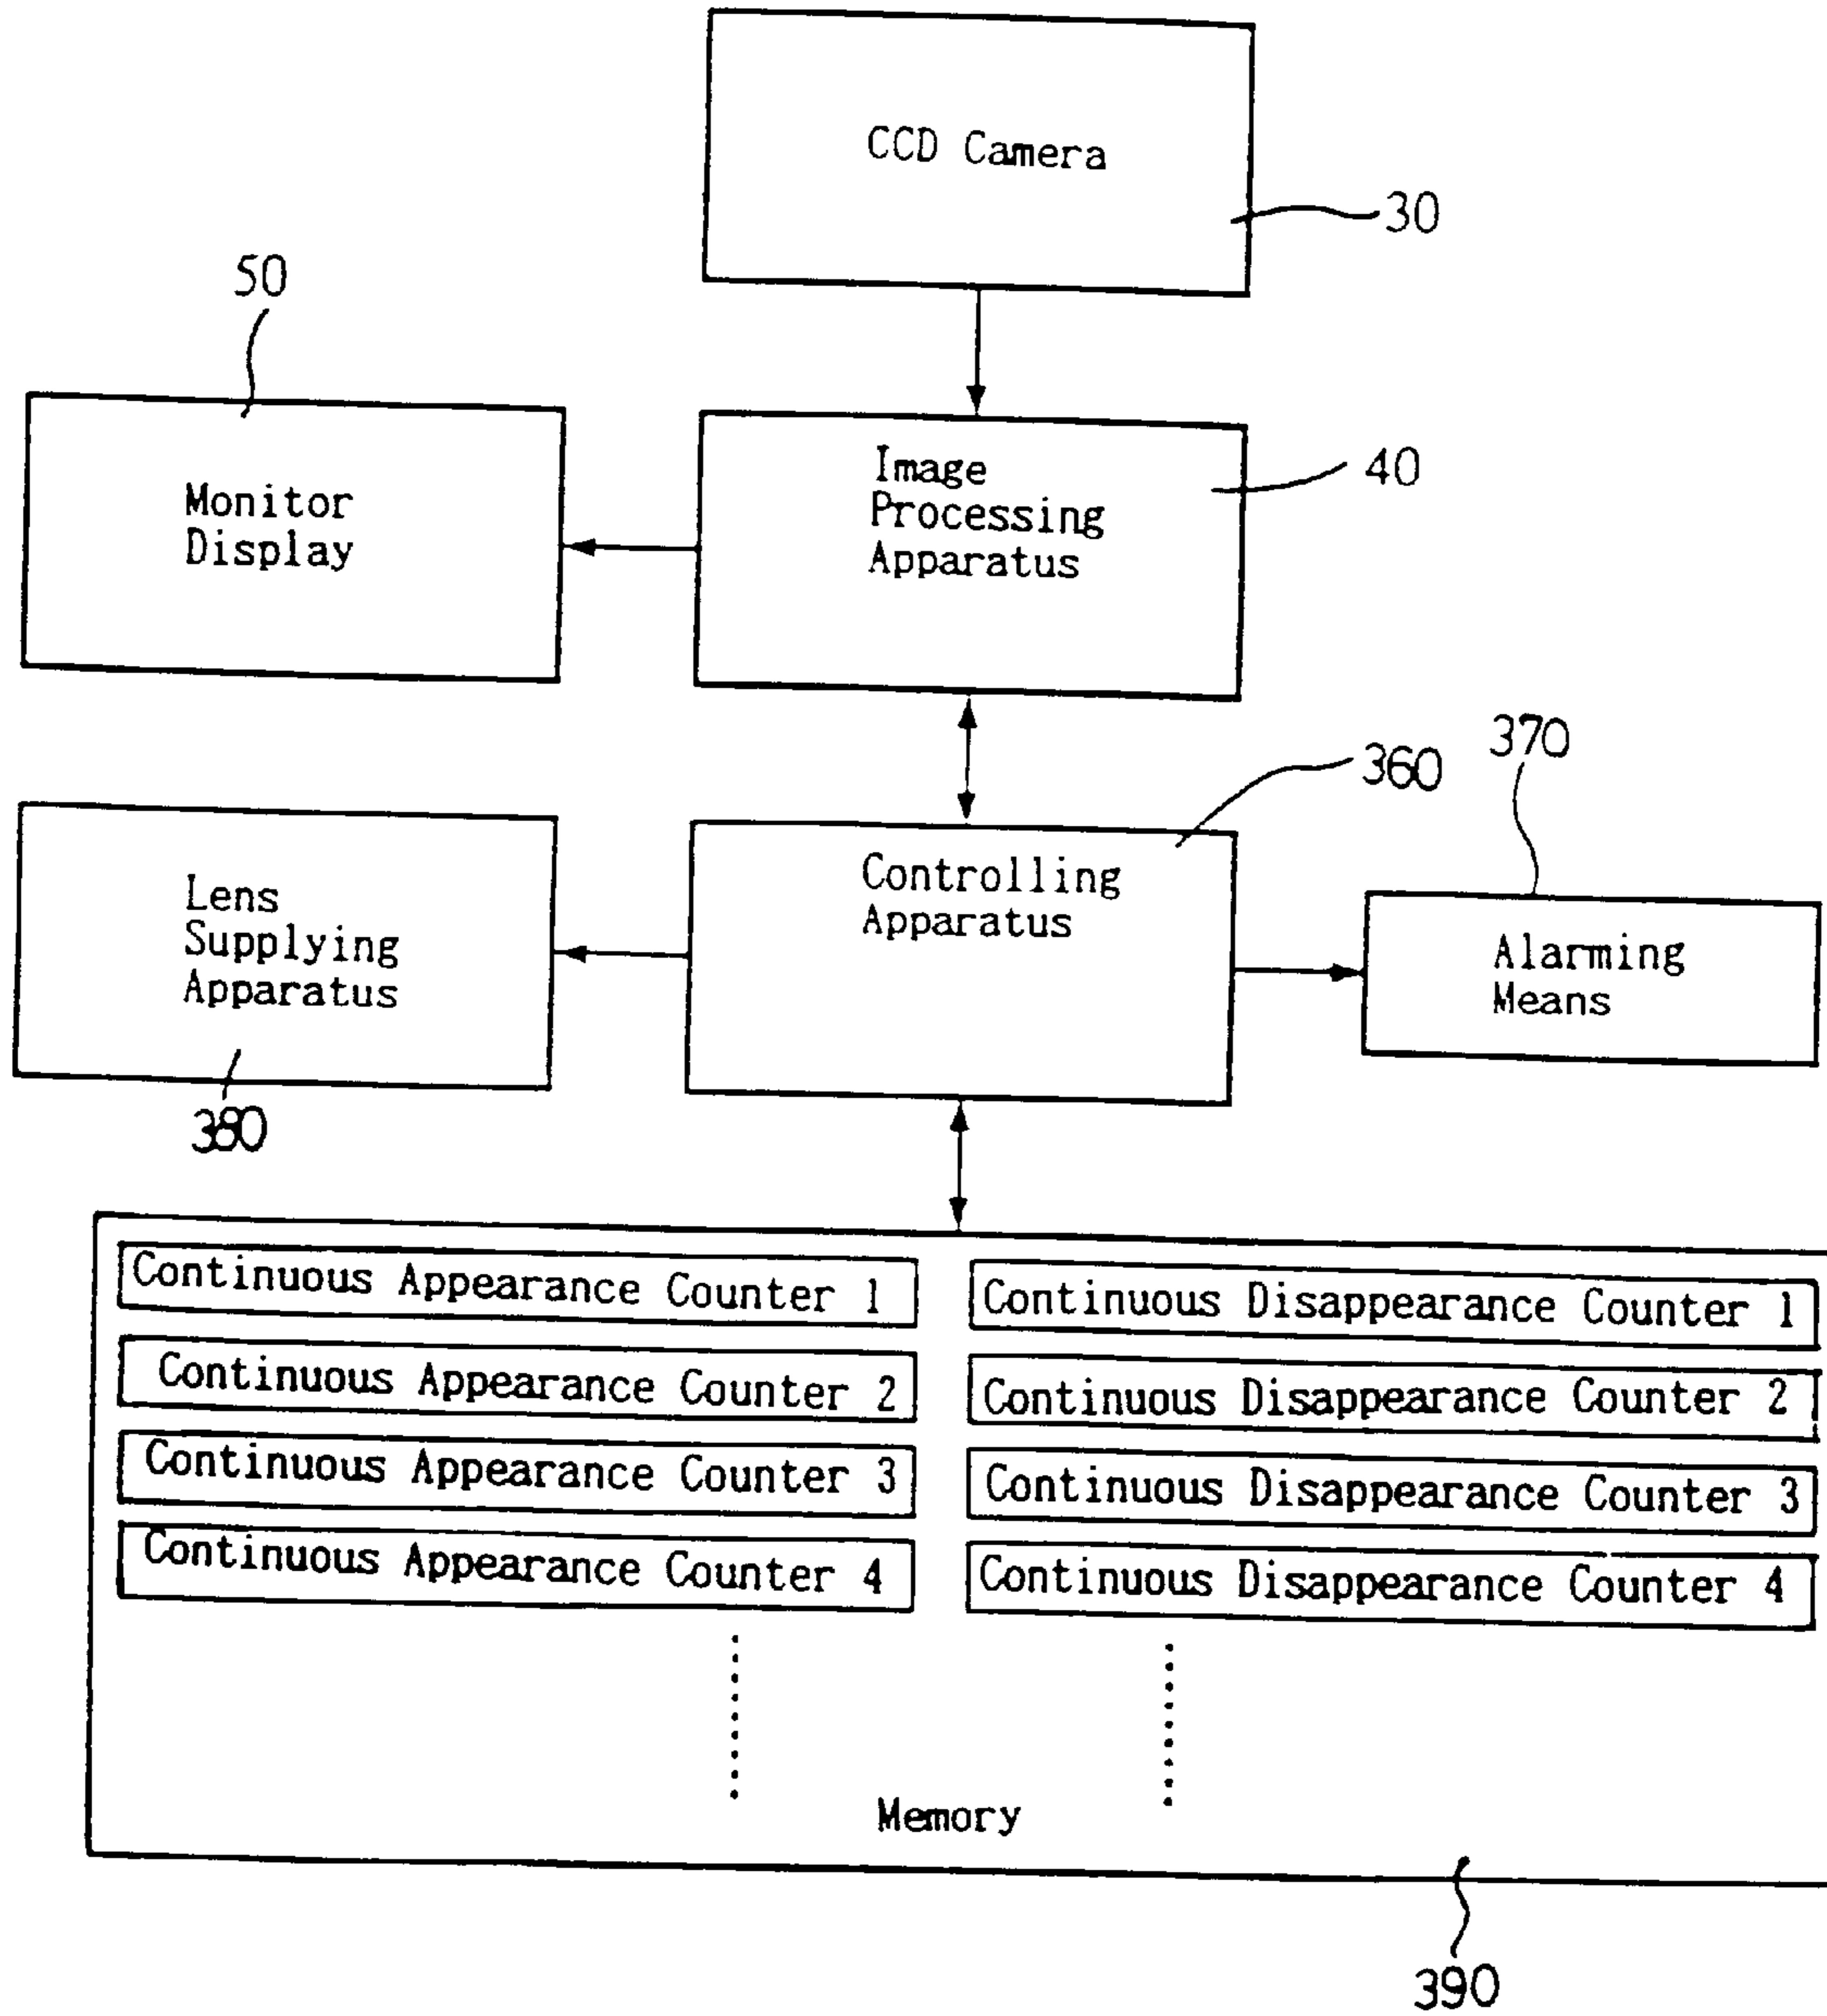 CCD Camera
30
50
Monitor
Display
Image
Processing
Apparatus
40
360
370
Lens
Supplying
Apparatus
380
Controlling
Apparatus
Alarming
Means
Continuous Appearance Counter 1
Continuous Disappearance Counter 1
Continuous Appearance Counter 2
Continuous Disappearance Counter 2
Continuous Appearance Counter 3
Continuous Disappearance Counter 3
Continuous Appearance Counter 4
Continuous Disappearance Counter 4
Memory
390